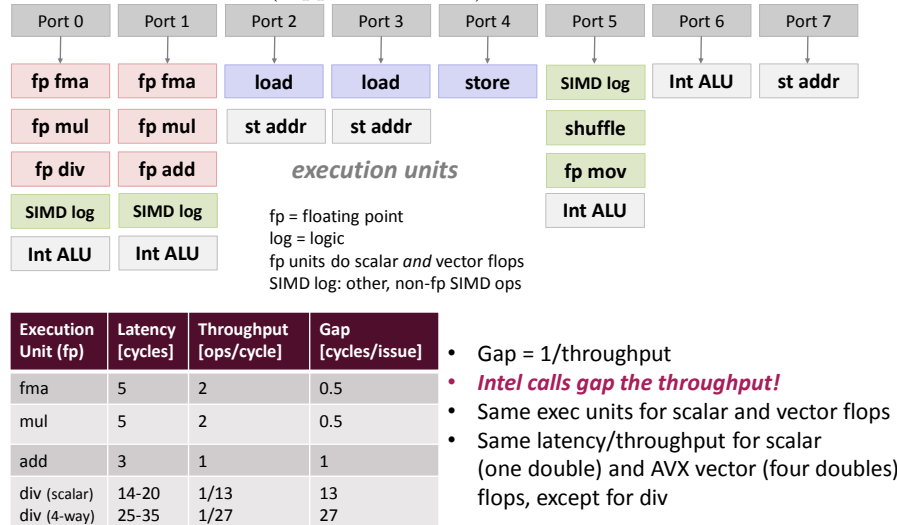 Port 0 Port 1 Port 2 Port 3 Port 4 Port 5 Port 6 Port 7
fp fma fp fma load load store SIMD log Int ALU st addr
fp mul fp mul st addr st addr shuffle
fp div fp add execution units fp mov
SIMD log SIMD log Int ALU
Int ALU Int ALU
fp = floating point
log = logic
fp units do scalar and vector flops
SIMD log: other, non-fp SIMD ops
Execution Latency Throughput Gap
Unit (fp) [cycles] [ops/cycle] [cycles/issue]
fma 5 2 0.5
mul 5 2 0.5
add 3 1 1
div (scalar) 14-20 1/13 13
div (4-way) 25-35 1/27 27
• Gap = 1/throughput
• Intel calls gap the throughput!
• Same exec units for scalar and vector flops
• Same latency/throughput for scalar
(one double) and AVX vector (four doubles)
flops, except for div